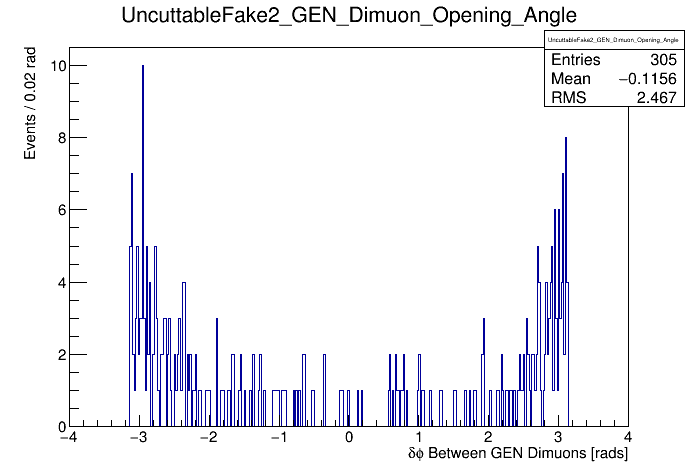 UncuttableFake2_GEN_Dimuon_Opening_Angle
UncuttableFake2_GEN_Dimuon_Opening_Angle
Entries 305
Mean −0.1156
RMS 2.467
Events / 0.02 rad
10
8
6
4
2
0
−4 −3 −2 −1 0 1 2 3 4
δϕ Between GEN Dimuons [rads]